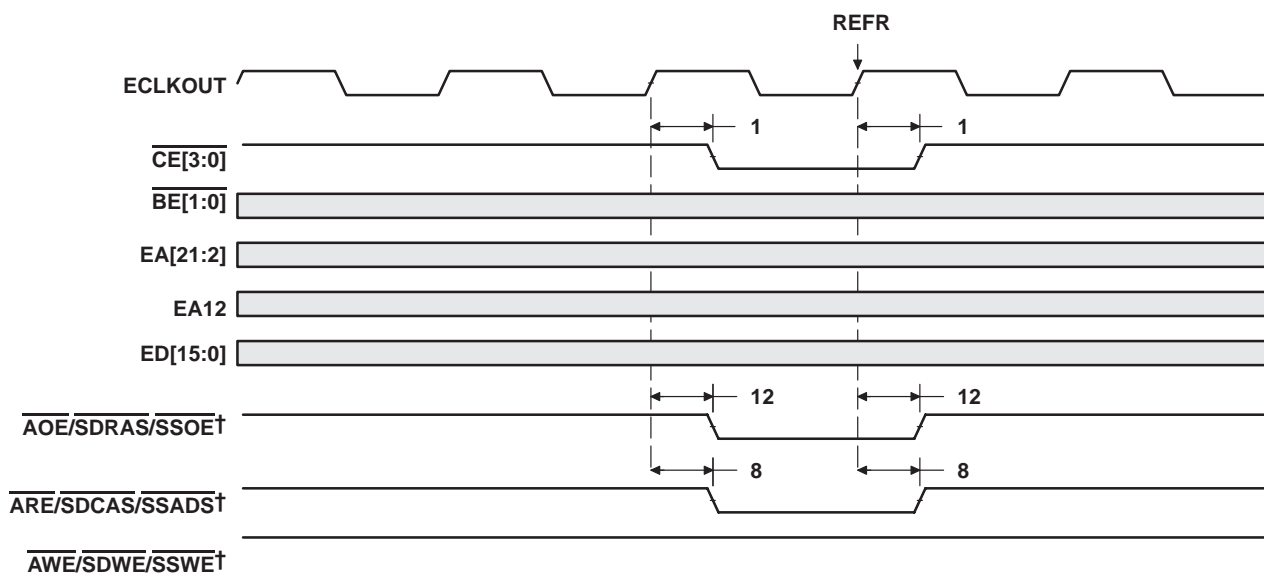 REFR
ECLKOUT
1 1
CE[3:0]
BE[1:0]
EA[21:2]
EA12
ED[15:0]
12 12
AOE/SDRAS/SSOE†
8 8
ARE/SDCAS/SSADS†
AWE/SDWE/SSWE†